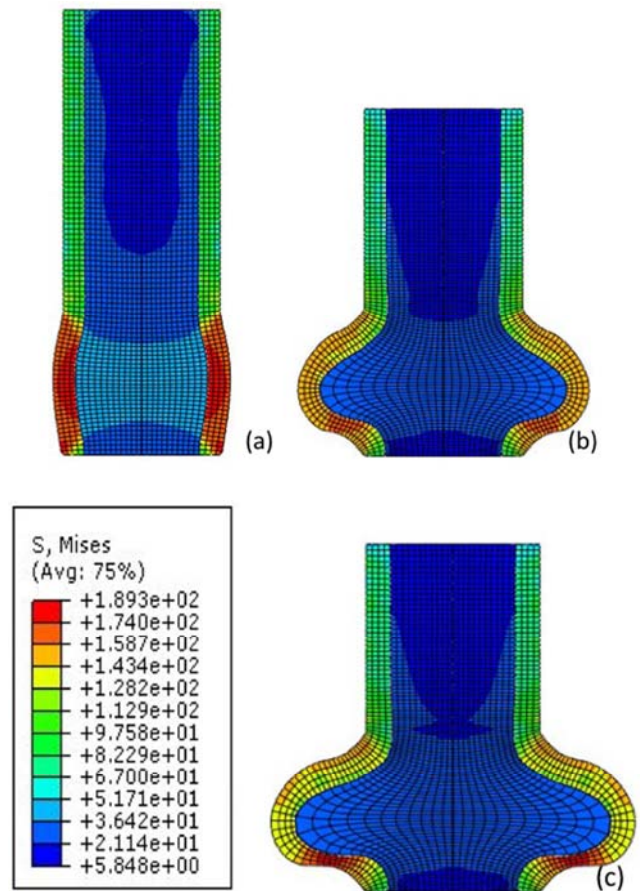 (a)
(b)
S, Mises
(Avg: 75%)
+1.893e+02
+1.740e+02
+1.587e+02
+1.434e+02
+1.282e+02
+1.129e+02
+9.758e+01
+8.229e+01
+6.700e+01
+5.171e+01
+3.642e+01
+2.114e+01
+5.848e+00
(c)